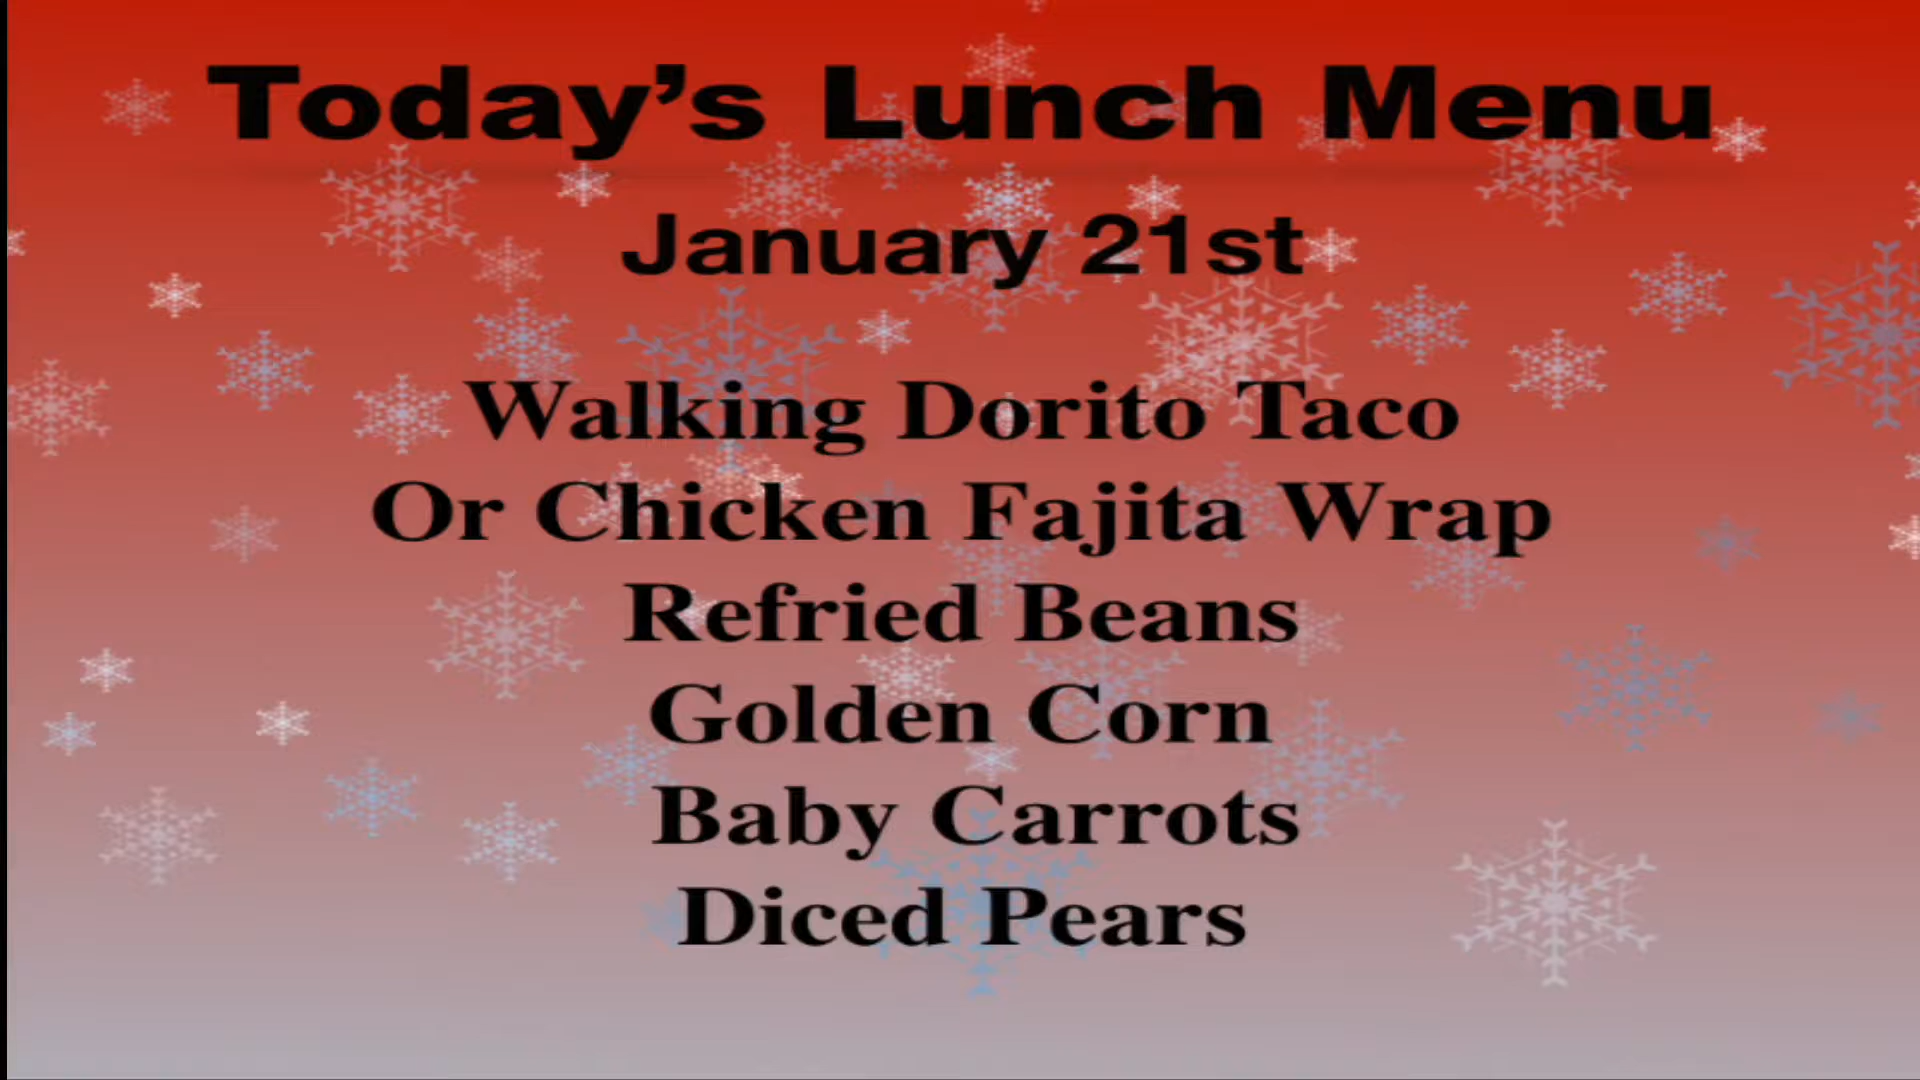 Today’s Lunch Menu
January 21st
Walking Dorito Taco
Or Chicken Fajita Wrap
Refried Beans
Golden Corn
Baby Carrots
Diced Pears